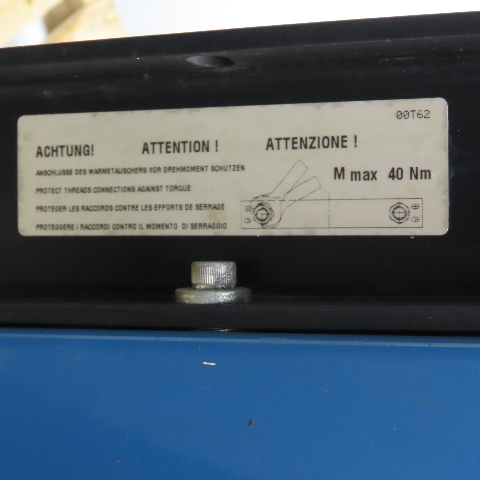 00T62
ACHTUNG! ATTENTION ! ATTENZIONE !
ANSCHLUSSE DES WARMETAUSCHERS VOR DREHMOMENT SCHUTZEN
M max 40 Nm
PROTECT THREADS CONNECTIONS AGAINST TORQUE
PROTEGER LES RACCORDS CONTRE LES EFFORTS DE SERRAGE
PROTEGGERE I RACCORDI CONTRO IL MOMENTO DI SERRAGGIO